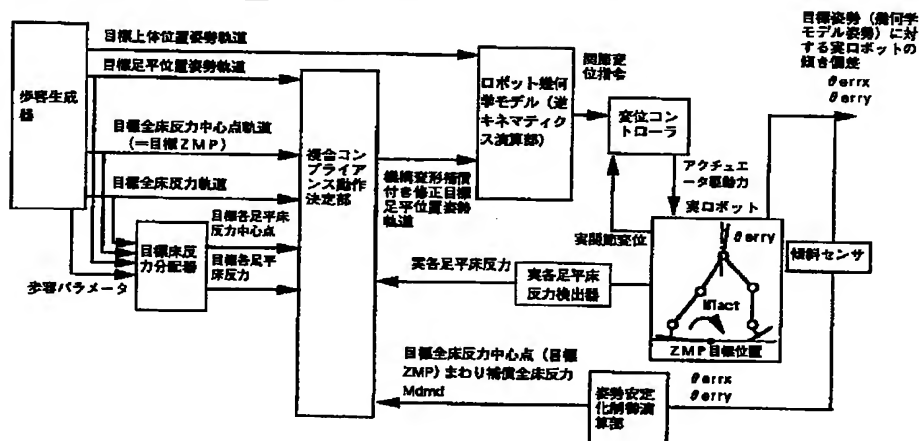 目標上体位置姿勢軌道
目標足平位置姿勢軌道
歩容生成
器
目標全床反力中心点軌道
(=目標ZMP)
目標全床反力軌道
目標各足平床
反力中心点
目標床反
力分配器
目標各足平
床反力
歩容パラメータ
複合コン
プライア
ンス動作
決定部
機構変形補償
付き修正目標
足平位置姿勢
軌道
ロボット幾何
学モデル(逆
キネマティク
ス演算部)
関節変
位指令
変位コン
トローラ
アクチュエ
ータ駆動力
実ロボット
実関節変位
目標姿勢(幾何学
モデル姿勢)に対
する実ロボットの
傾き偏差
θerrx
θerry
θerry
Mact
ZMP目標位置
傾斜センサ
実各足平床反力
実各足平床
反力検出器
目標全床反力中心点(目標
ZMP)まわり補償全床反力
Mdmd
姿勢安定
化制御演
算部
θerrx
θerry